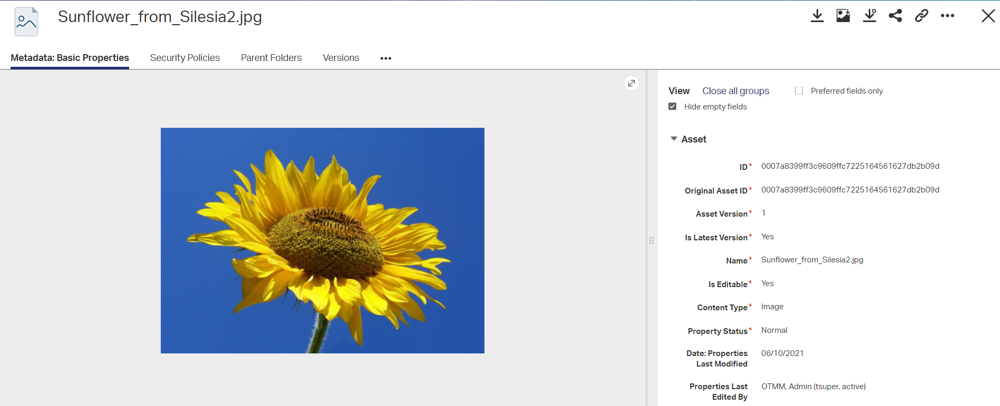 Sunflower_from_Silesia2.jpg
Metadata: Basic Properties Security Policies Parent Folders Versions
View Close all groups Preferred fields only
Hide empty fields
Asset
ID* 0007a8399ff3c9609ffc7225164561627db2b09d
Original Asset ID* 0007a8399ff3c9609ffc7225164561627db2b09d
Asset Version* 1
Is Latest Version* Yes
Name* Sunflower_from_Silesia2.jpg
Is Editable* Yes
Content Type* Image
Property Status* Normal
Date: Properties 06/10/2021
Last Modified
Properties Last OTMM, Admin (tsuper, active)
Edited By